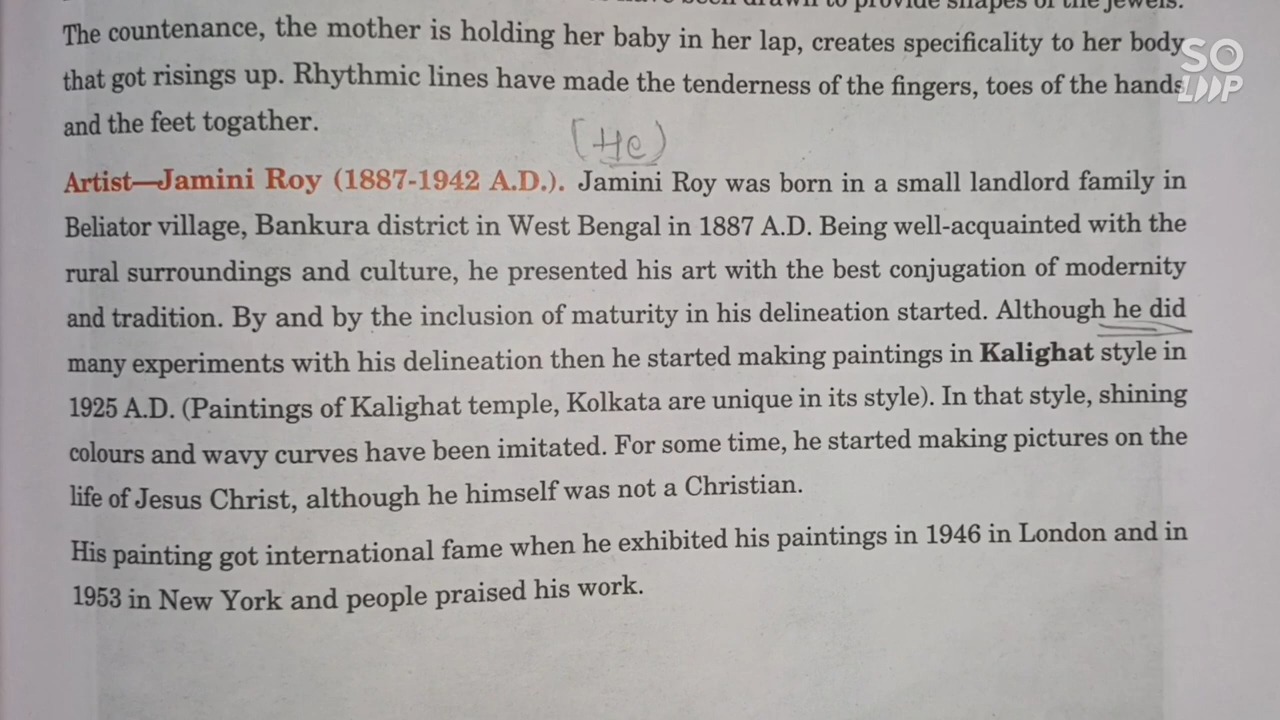 been drawn to provide shapes of the jewels.
The countenance, the mother is holding her baby in her lap, creates specificality to her body
that got risings up. Rhythmic lines have made the tenderness of the fingers, toes of the hands
and the feet togather.
(He)
Artist—Jamini Roy (1887-1942 A.D.). Jamini Roy was born in a small landlord family in
Beliator village, Bankura district in West Bengal in 1887 A.D. Being well-acquainted with the
rural surroundings and culture, he presented his art with the best conjugation of modernity
and tradition. By and by the inclusion of maturity in his delineation started. Although he did
many experiments with his delineation then he started making paintings in Kalighat style in
1925 A.D. (Paintings of Kalighat temple, Kolkata are unique in its style). In that style, shining
colours and wavy curves have been imitated. For some time, he started making pictures on the
life of Jesus Christ, although he himself was not a Christian.
His painting got international fame when he exhibited his paintings in 1946 in London and in
1953 in New York and people praised his work.
SO
LOOP